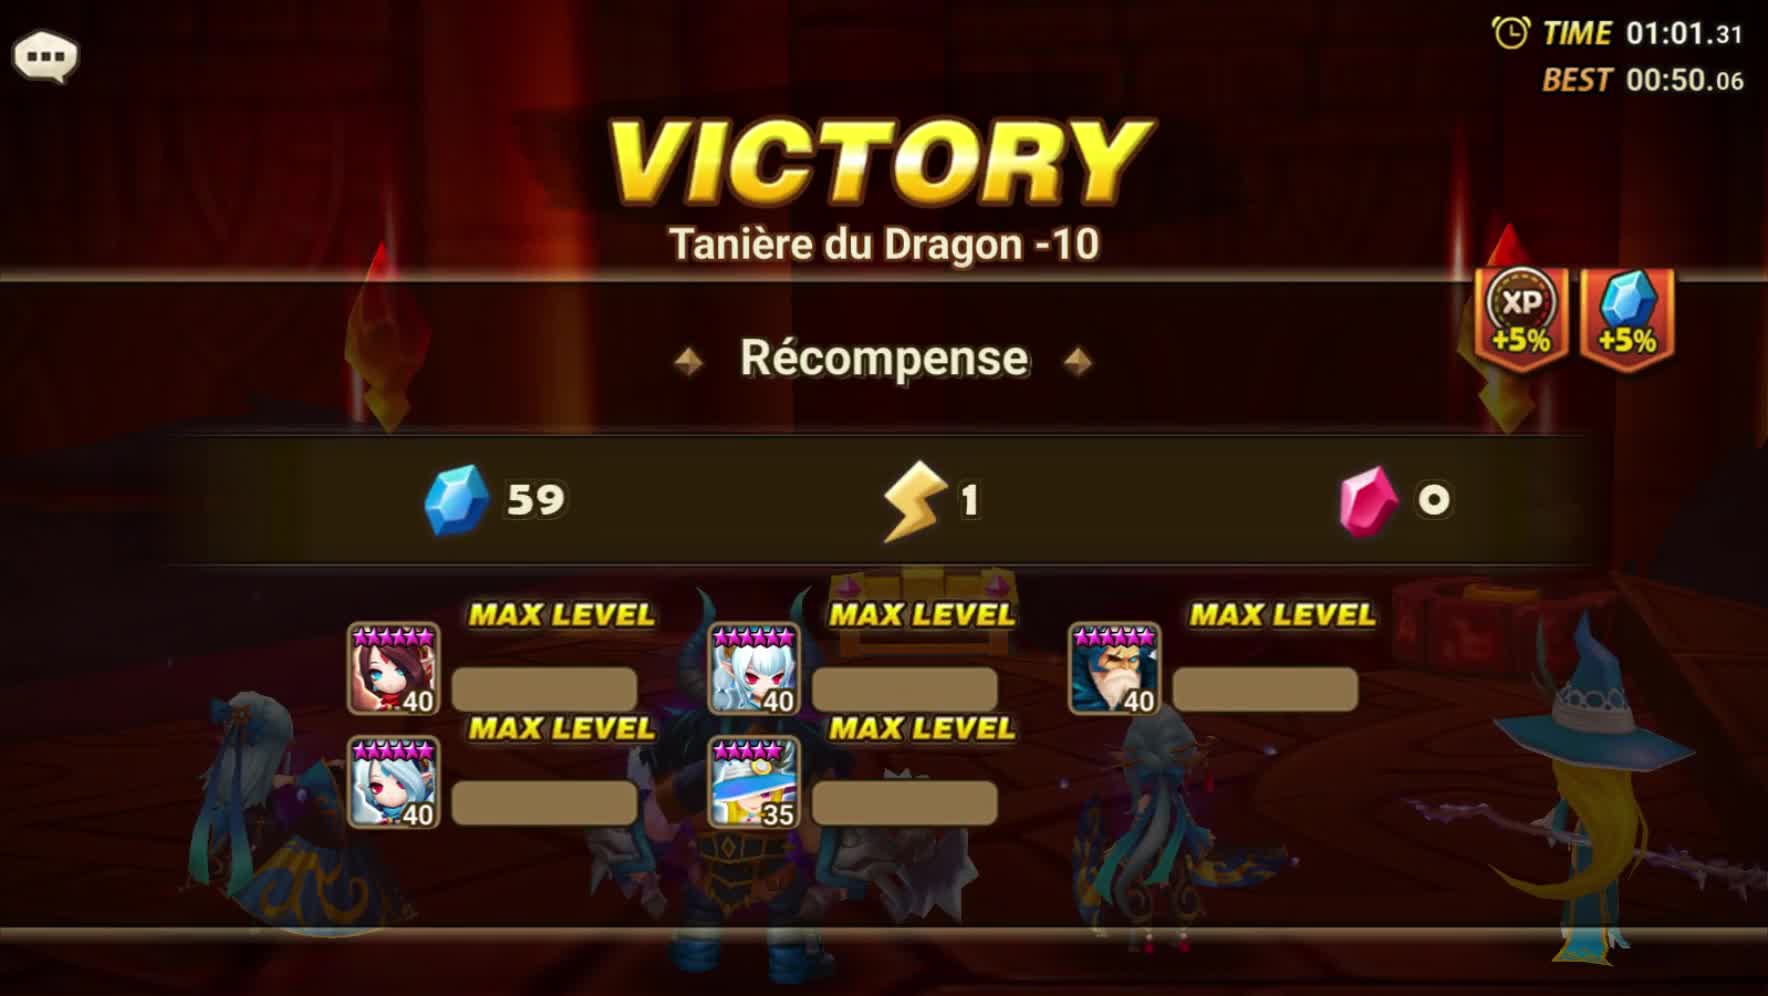 TIME 01:01.31
BEST 00:50.06
VICTORY
Tanière du Dragon -10
XP
+5%
+5%
Récompense
59
1
0
MAX LEVEL
MAX LEVEL
MAX LEVEL
40
40
40
MAX LEVEL
MAX LEVEL
40
35